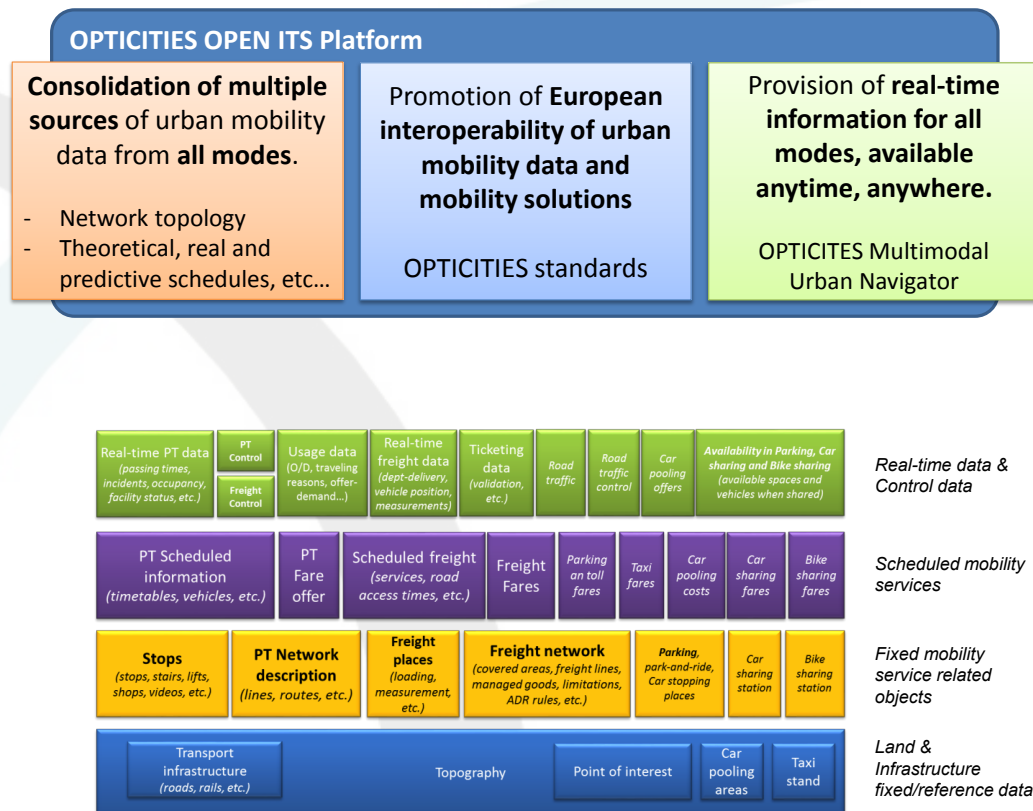 OPTICITIES OPEN ITS Platform
Consolidation of multiple
sources of urban mobility
data from all modes.
- Network topology
- Theoretical, real and
predictive schedules, etc…
Promotion of European
interoperability of urban
mobility data and
mobility solutions
OPTICITIES standards
Provision of real-time
information for all
modes, available
anytime, anywhere.
OPTICITES Multimodal
Urban Navigator
Real-time PT data
(passing times,
incidents, occupancy,
facility status, etc.)
PT
Control
Freight
Control
Usage data
(O/D, traveling
reasons, offer-
demand…)
Real-time
freight data
(dept-delivery,
vehicle position,
measurements)
Ticketing
data
(validation,
etc.)
Road
traffic
Road
traffic
control
Car
pooling
offers
Availability in Parking, Car
sharing and Bike sharing
(available spaces and
vehicles when shared)
Real-time data &
Control data
PT Scheduled
information
(timetables, vehicles, etc.)
PT
Fare
offer
Scheduled freight
(services, road
access times, etc.)
Freight
Fares
Parking
an toll
fares
Taxi
fares
Car
pooling
costs
Car
sharing
fares
Bike
sharing
fares
Scheduled mobility
services
Stops
(stops, stairs, lifts,
shops, videos, etc.)
PT Network
description
(lines, routes, etc.)
Freight
places
(loading,
measurement,
etc.)
Freight network
(covered areas, freight lines,
managed goods, limitations,
ADR rules, etc.)
Parking,
park-and-ride,
Car stopping
places
Car
sharing
station
Bike
sharing
station
Fixed mobility
service related
objects
Transport
infrastructure
(roads, rails, etc.)
Topography
Point of interest
Car
pooling
areas
Taxi
stand
Land &
Infrastructure
fixed/reference data